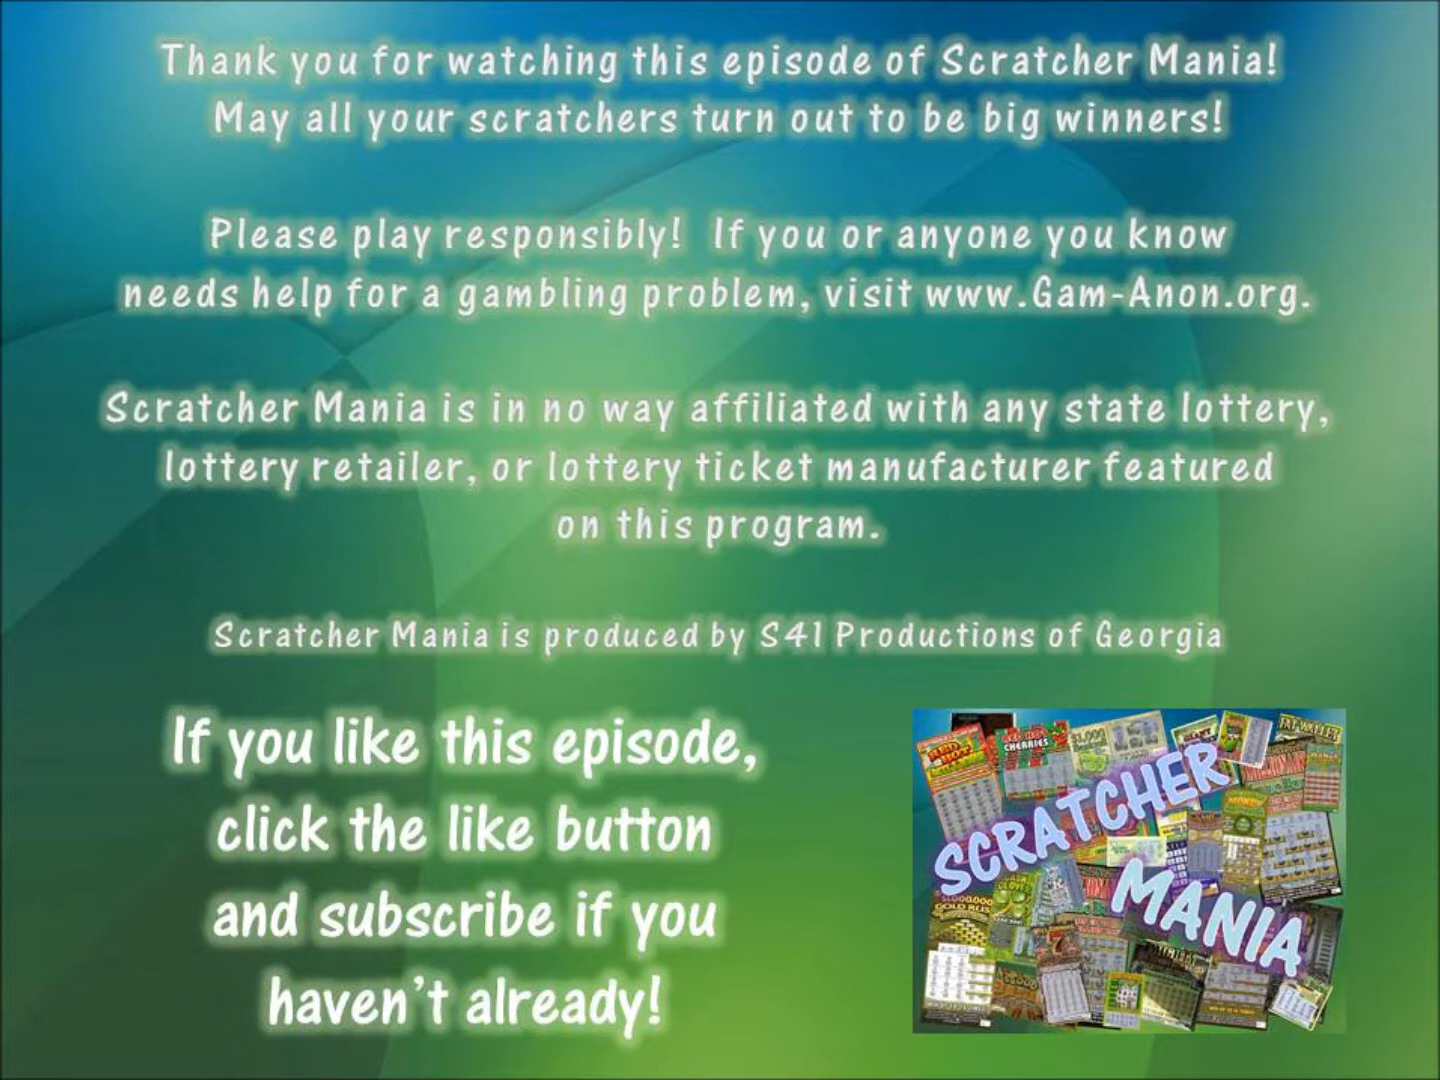 Thank you for watching this episode of Scratcher Mania!
May all your scratchers turn out to be big winners!
Please play responsibly! If you or anyone you know
needs help for a gambling problem, visit www.Gam-Anon.org.
Scratcher Mania is in no way affiliated with any state lottery,
lottery retailer, or lottery ticket manufacturer featured
on this program.
Scratcher Mania is produced by S41 Productions of Georgia
If you like this episode,
click the like button
and subscribe if you
haven't already!
SCRATCHER
MANIA
CHERRIES
FAT WALLET